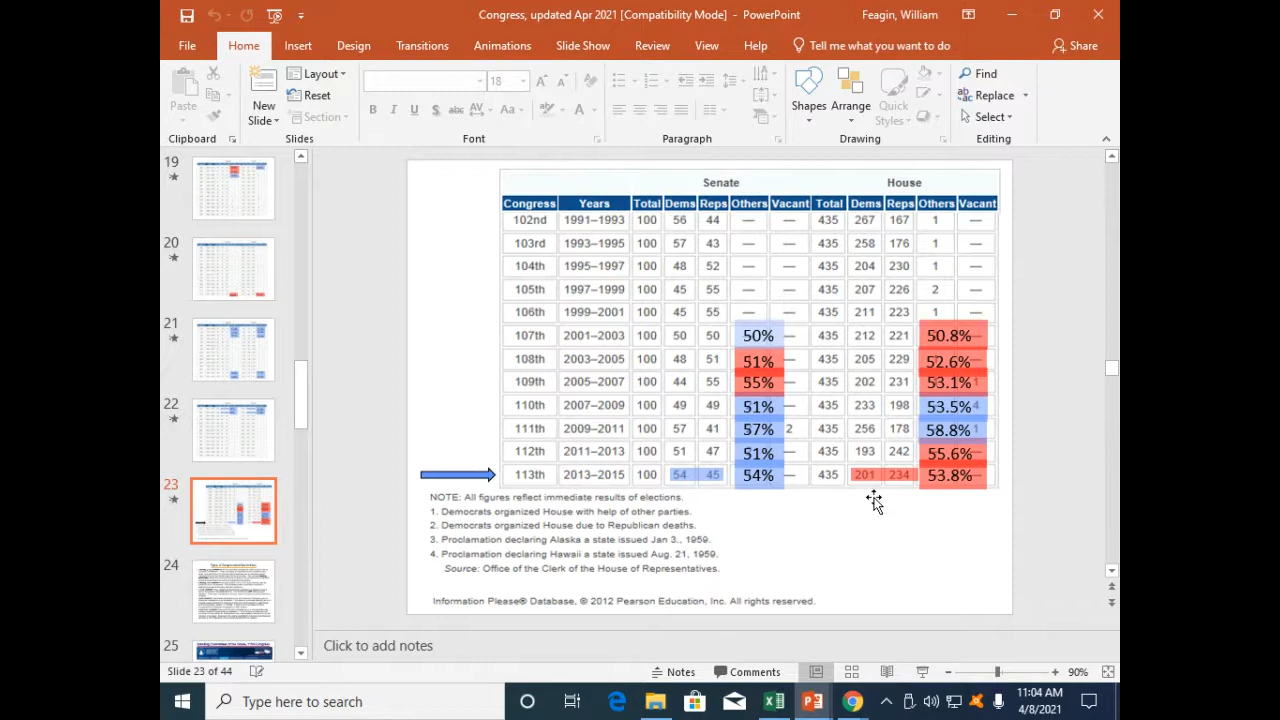 Congress, updated Apr 2021 [Compatibility Mode] - PowerPoint
Feagin, William
File Home Insert Design Transitions Animations Slide Show Review View Help Tell me what you want to do Share
Paste
Clipboard
New
Slide
Layout
Reset
Section
Slides
18
B I U S abc AV Aa A
Font
Paragraph
Shapes
Arrange
Quick
Styles
Drawing
Find
Replace
Select
Editing
19
20
21
22
23
24
25
Senate House
Congress Years Total Dems Reps Others Vacant Total Dems Reps Others Vacant
102nd 1991–1993 100 56 44 — — 435 267 167 1 —
103rd 1993–1995 100 57 43 — — 435 258 176 1 —
104th 1995–1997 100 48 52 — — 435 204 230 1 —
105th 1997–1999 100 45 55 — — 435 207 226 2 —
106th 1999–2001 100 45 55 — — 435 211 223 1 —
107th 2001–2003 100 50 50 50% — 435 212 221 50.8% —
108th 2003–2005 100 48 51 51% — 435 205 229 52.6% —
109th 2005–2007 100 44 55 55% — 435 202 231 53.1% 1
110th 2007–2009 100 49 49 51% — 435 233 198 53.5% 4
111th 2009–2011 100 57 41 57% 2 435 256 178 58.8% 1
112th 2011–2013 100 51 47 51% — 435 193 242 55.6% —
113th 2013–2015 100 54 45 54% — 435 201 234 53.8% —
NOTE: All figures reflect immediate results of elections.
1. Democrats organized House with help of other parties.
2. Democrats organized House due to Republican deaths.
3. Proclamation declaring Alaska a state issued Jan 3., 1959.
4. Proclamation declaring Hawaii a state issued Aug. 21, 1959.
Source: Office of the Clerk of the House of Representatives.
Information Please® Database, © 2012 Pearson Education, Inc. All rights reserved.
Click to add notes
Slide 23 of 44
Notes
Comments
90%
Type here to search
11:04 AM
4/8/2021